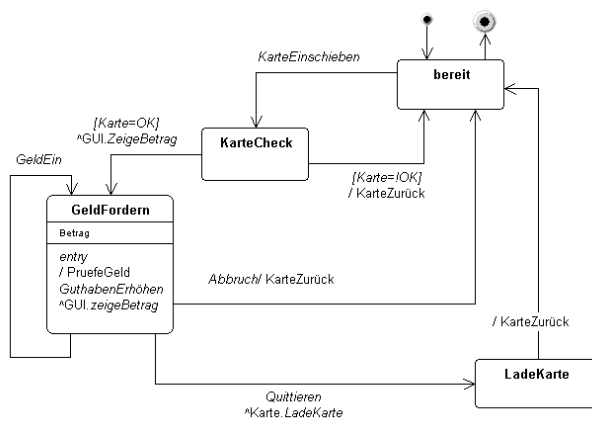 KarteEinschieben
bereit
[Karte=OK]
^GUI.ZeigeBetrag
KarteCheck
GeldEin
[Karte=!OK]
/ KarteZurück
GeldFordern
Betrag
entry
/ PruefeGeld
GuthabenErhöhen
^GUI.zeigeBetrag
Abbruch/ KarteZurück
/ KarteZurück
LadeKarte
Quittieren
^Karte.LadeKarte